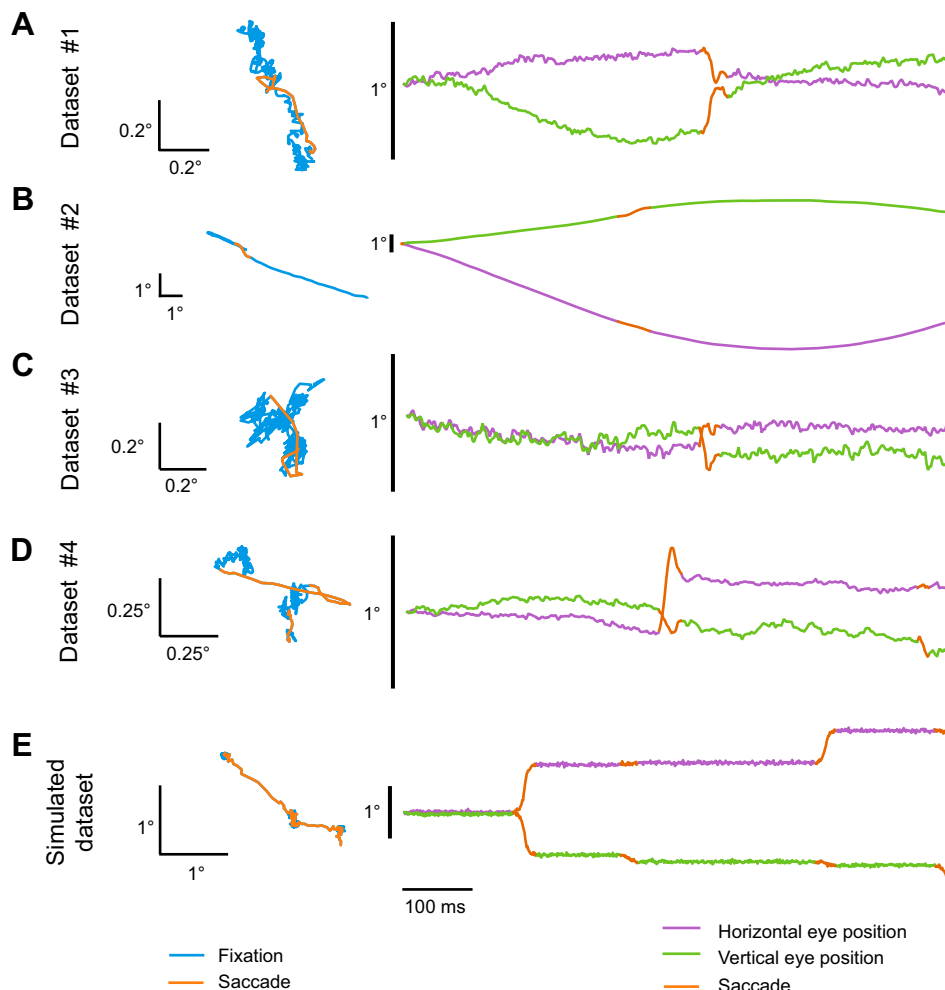 A
Dataset #1
0.2°
0.2°
1°
B
Dataset #2
1°
1°
1°
C
Dataset #3
0.2°
0.2°
1°
D
Dataset #4
0.25°
0.25°
1°
E
Simulated
dataset
1°
1°
1°
100 ms
Fixation
Saccade
Horizontal eye position
Vertical eye position
Saccade